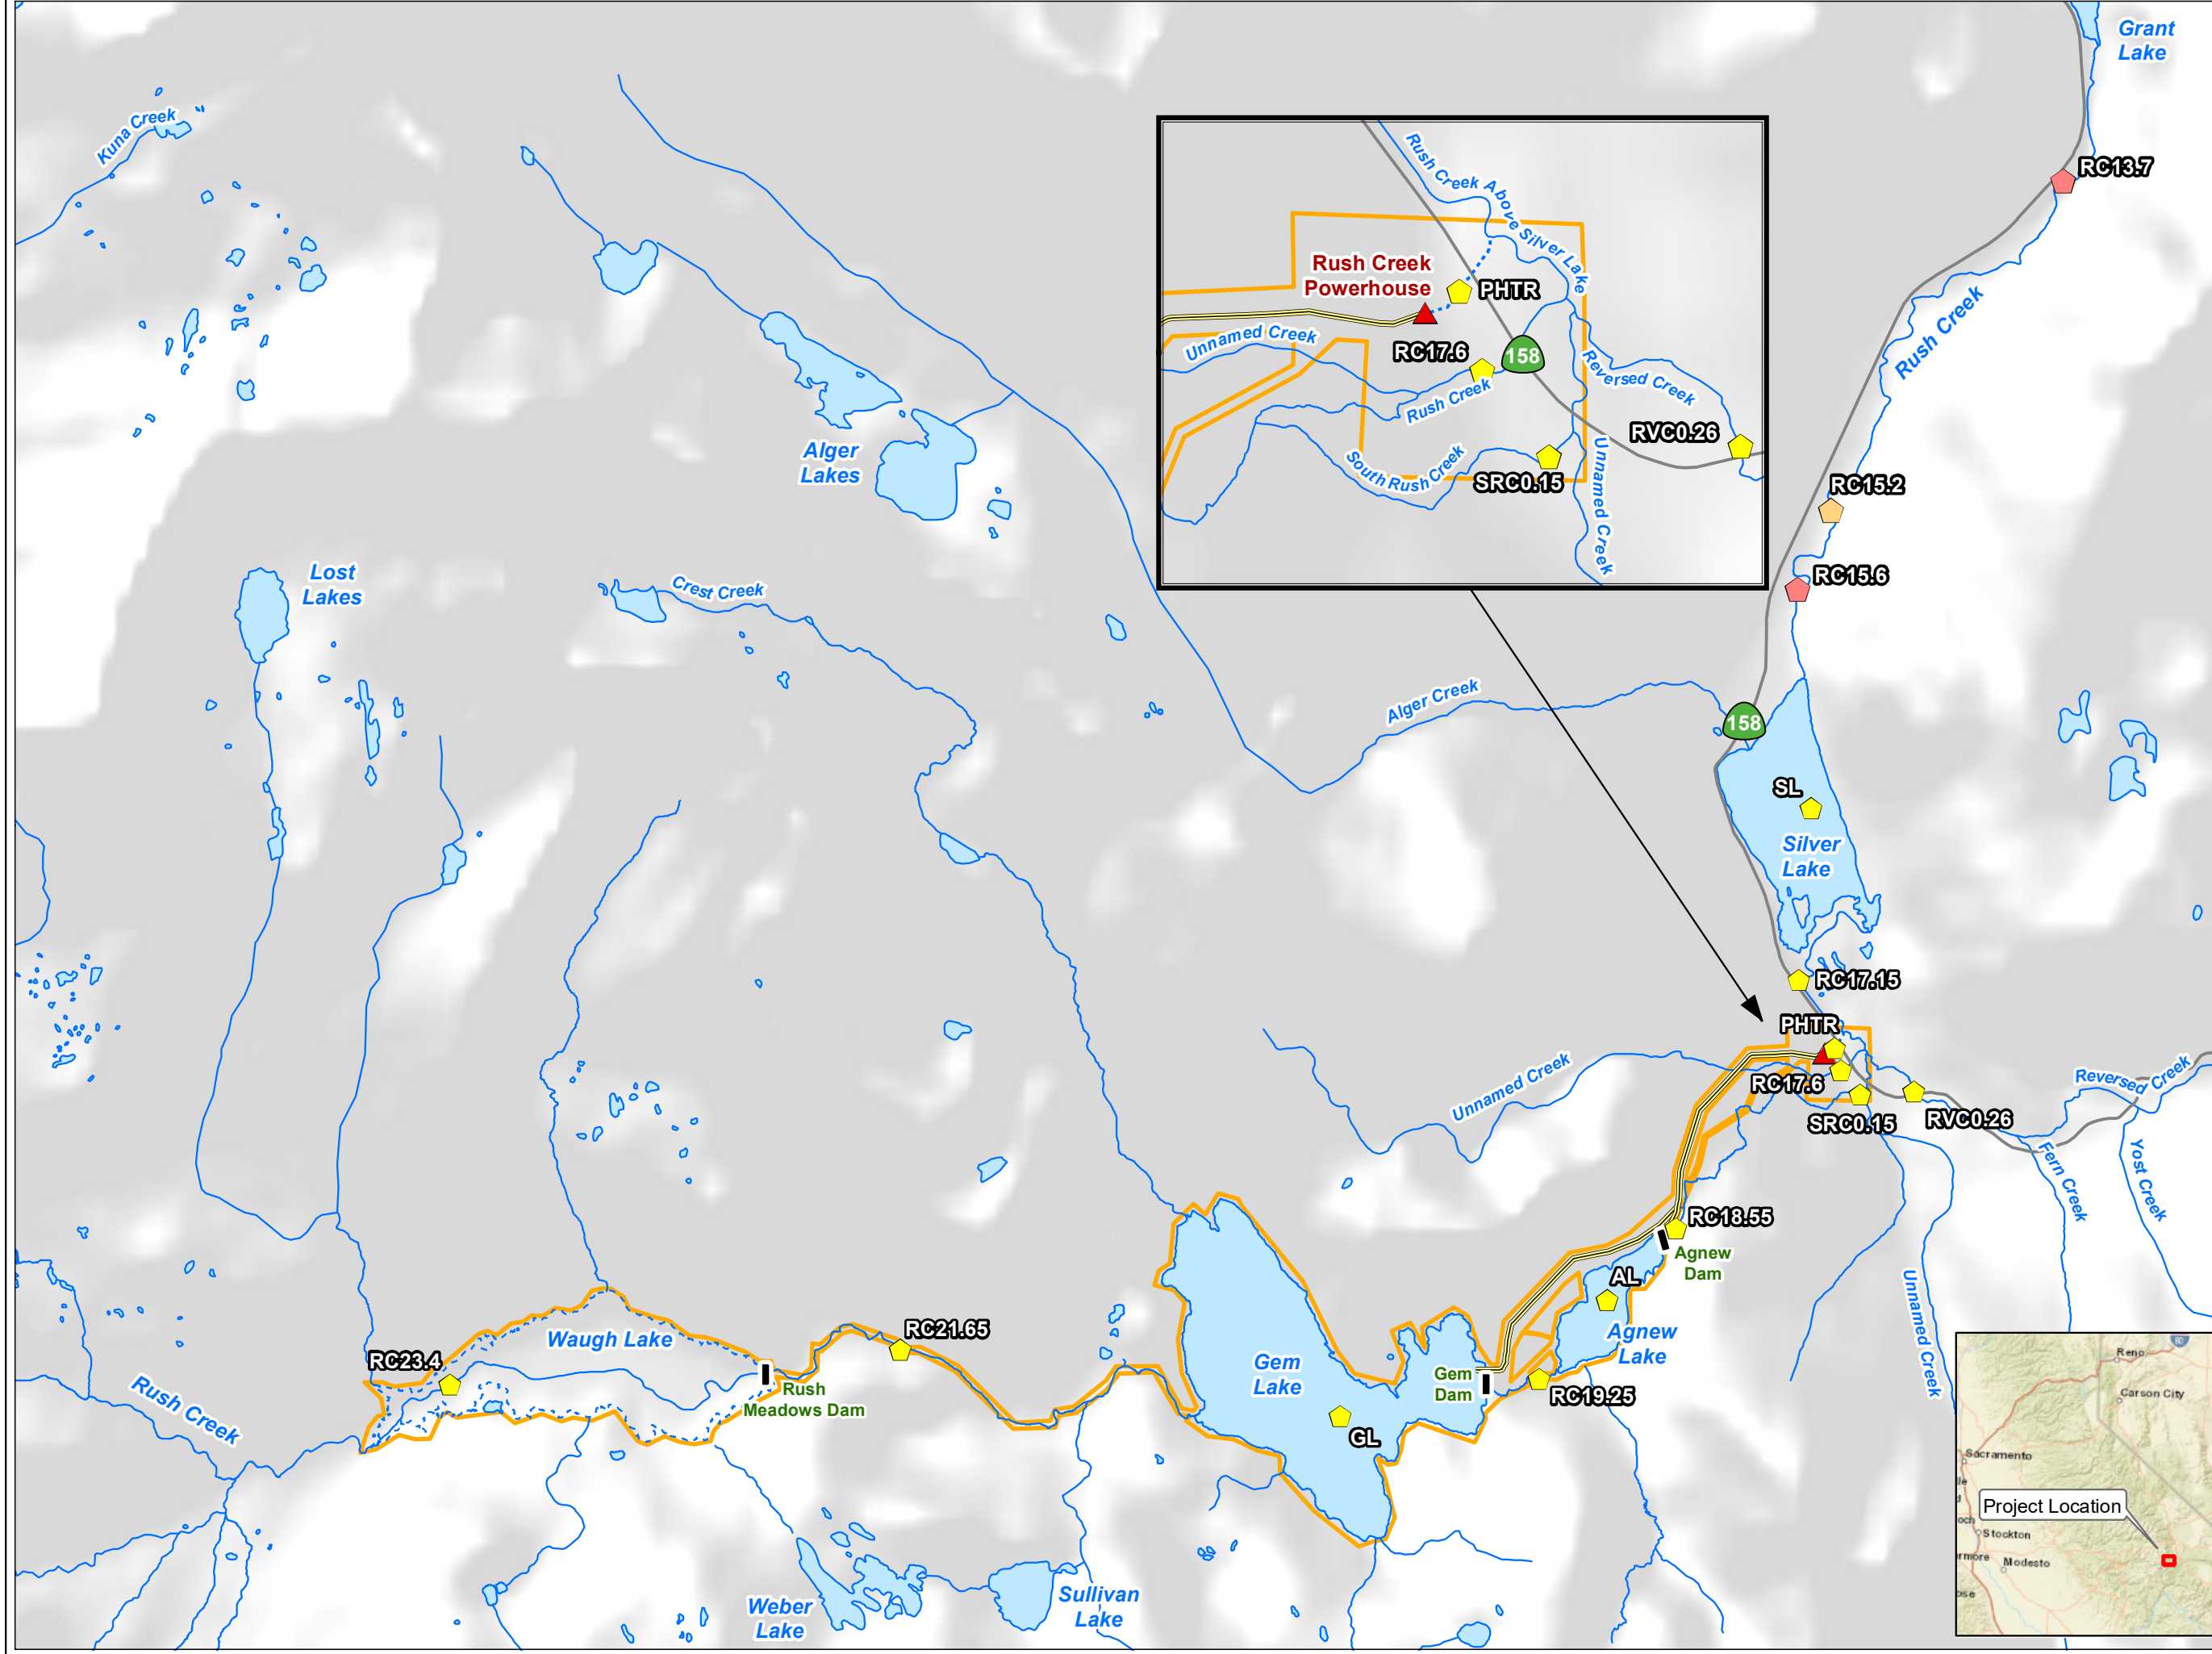 Grant
Lake
Kuna Creek
RC13.7
Rush Creek Above Silver Lake
Rush Creek
Powerhouse
PHTR
Unnamed Creek
RC17.6
158
Reversed Creek
Rush Creek
RVC0.26
South Rush Creek
SRC0.15
Unnamed Creek
Rush Creek
Alger
Lakes
RC15.2
RC15.6
Lost
Lakes
Crest Creek
Alger Creek
158
SL
Silver
Lake
RC17.15
PHTR
Unnamed Creek
RC17.6
SRC0.15
RVC0.26
Reversed Creek
Fern Creek
Yost Creek
RC18.55
Agnew
Dam
AL
Agnew
Lake
Unnamed Creek
Waugh Lake
RC21.65
RC23.4
Rush
Meadows Dam
Gem
Lake
Gem
Dam
RC19.25
GL
Rush Creek
Weber
Lake
Sullivan
Lake
Reno
80
Carson City
Sacramento
lle
Project Location
och
Stockton
rmore
Modesto
ose